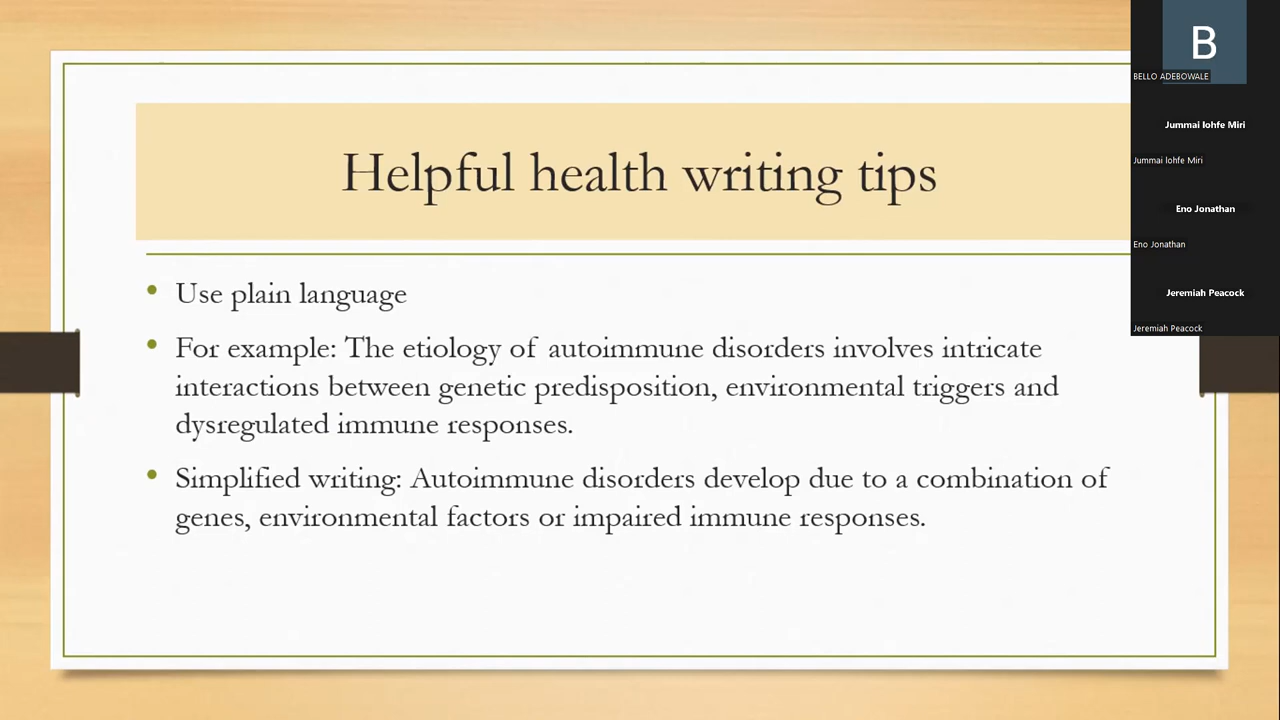 Helpful health writing tips
• Use plain language
• For example: The etiology of autoimmune disorders involves intricate
interactions between genetic predisposition, environmental triggers and
dysregulated immune responses.
• Simplified writing: Autoimmune disorders develop due to a combination of
genes, environmental factors or impaired immune responses.
B
BELLO ADEBOWALE
Jummai Iohfe Miri
Jummai Iohfe Miri
Eno Jonathan
Eno Jonathan
Jeremiah Peacock
Jeremiah Peacock